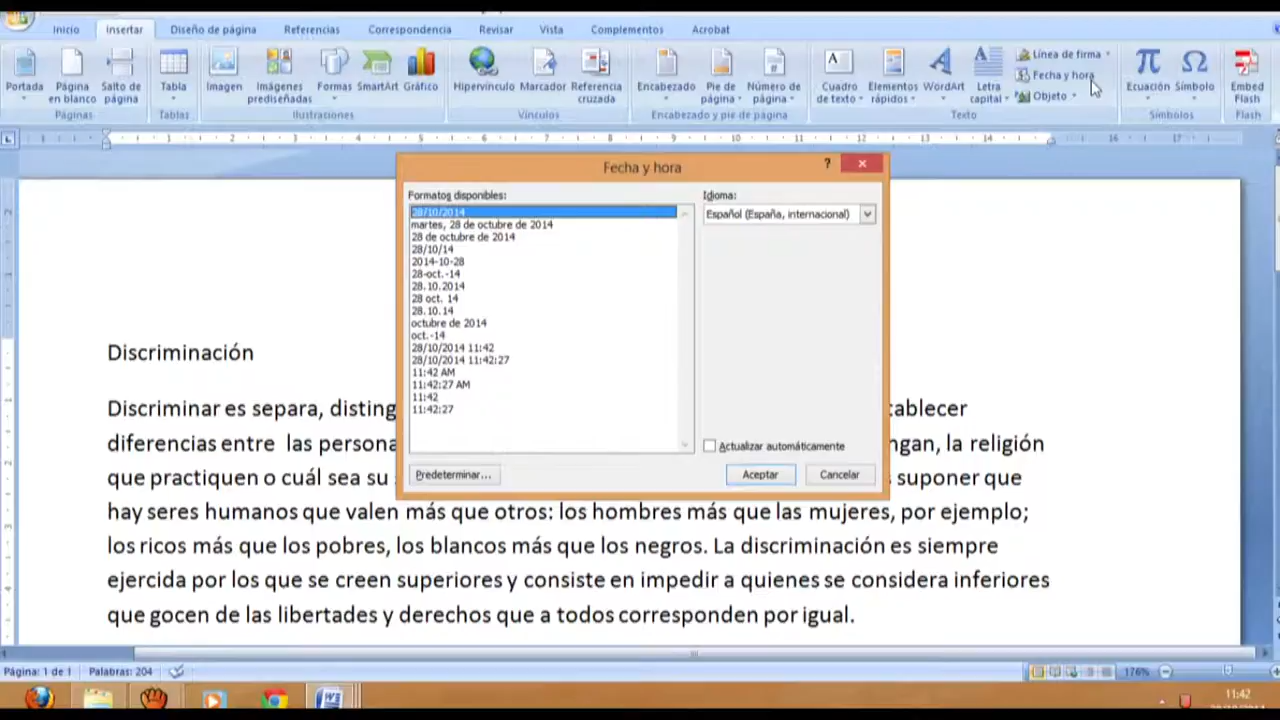 Inicio Insertar Diseño de página Referencias Correspondencia Revisar Vista Complementos Acrobat
Portada Página en blanco Salto de página Tabla Imagen Imágenes prediseñadas Formas SmartArt Gráfico Hipervínculo Marcador Referencia cruzada Encabezado Pie de página Número de página Cuadro de texto Elementos rápidos WordArt Letra capital Línea de firma Fecha y hora Objeto Ecuación Símbolo Embed Flash
Páginas Tablas Ilustraciones Vínculos Encabezado y pie de página Texto Símbolos Flash
1 2 10 11 12 13 14 16 17
Fecha y hora
Formatos disponibles:
28/10/2014
martes, 28 de octubre de 2014
28 de octubre de 2014
28/10/14
2014-10-28
28-oct.-14
28.10.2014
28 oct. 14
28.10.14
octubre de 2014
oct.-14
28/10/2014 11:42
28/10/2014 11:42:27
11:42 AM
11:42:27 AM
11:42
11:42:27
Idioma:
Español (España, internacional)
Actualizar automáticamente
Predeterminar... Aceptar Cancelar
Discriminación
Discriminar es separa, disting tablecer
diferencias entre las persona ngan, la religión
que practiquen o cuál sea su s suponer que
hay seres humanos que valen más que otros: los hombres más que las mujeres, por ejemplo;
los ricos más que los pobres, los blancos más que los negros. La discriminación es siempre
ejercida por los que se creen superiores y consiste en impedir a quienes se considera inferiores
que gocen de las libertades y derechos que a todos corresponden por igual.
Página: 1 de 1 Palabras: 204 176%
11:42